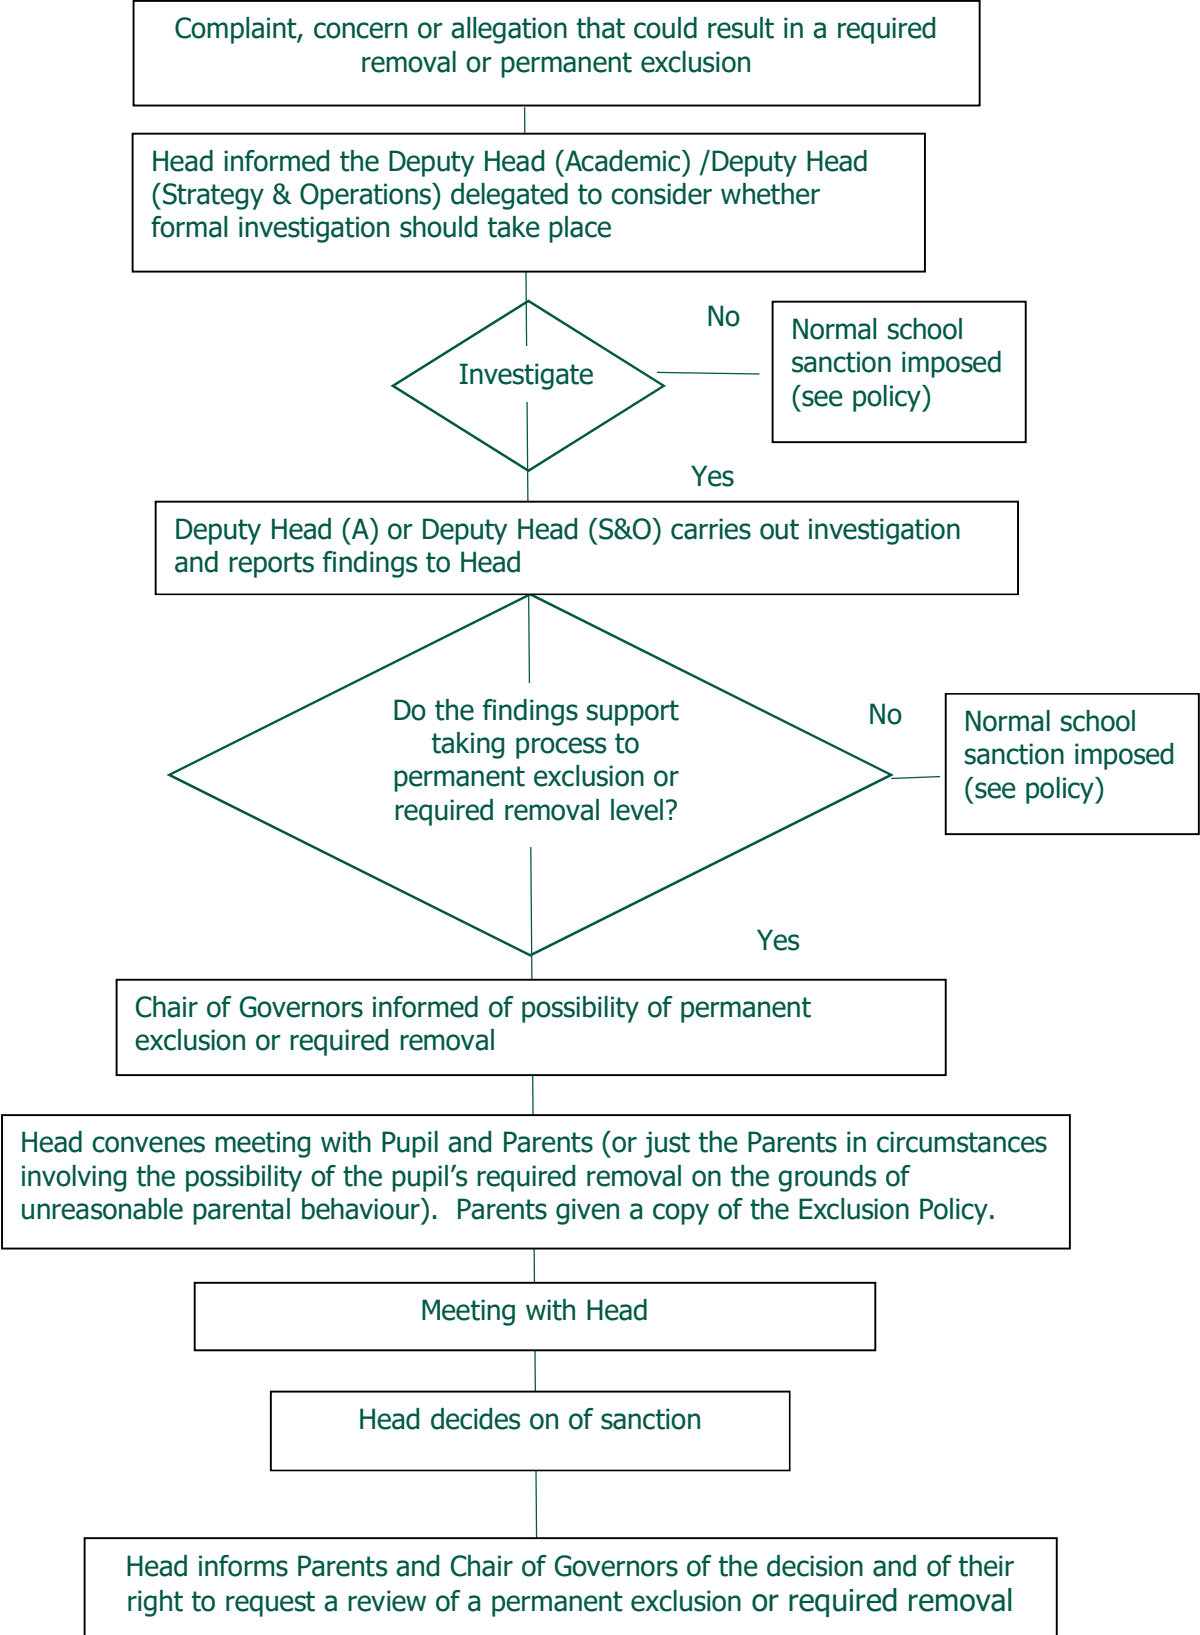 Complaint, concern or allegation that could result in a required
removal or permanent exclusion
Head informed the Deputy Head (Academic) /Deputy Head
(Strategy & Operations) delegated to consider whether
formal investigation should take place
No
Normal school
sanction imposed
(see policy)
Investigate
Yes
Deputy Head (A) or Deputy Head (S&O) carries out investigation
and reports findings to Head
Do the findings support
taking process to
permanent exclusion or
required removal level?
No
Normal school
sanction imposed
(see policy)
Yes
Chair of Governors informed of possibility of permanent
exclusion or required removal
Head convenes meeting with Pupil and Parents (or just the Parents in circumstances
involving the possibility of the pupil’s required removal on the grounds of
unreasonable parental behaviour).  Parents given a copy of the Exclusion Policy.
Meeting with Head
Head decides on of sanction
Head informs Parents and Chair of Governors of the decision and of their
right to request a review of a permanent exclusion or required removal